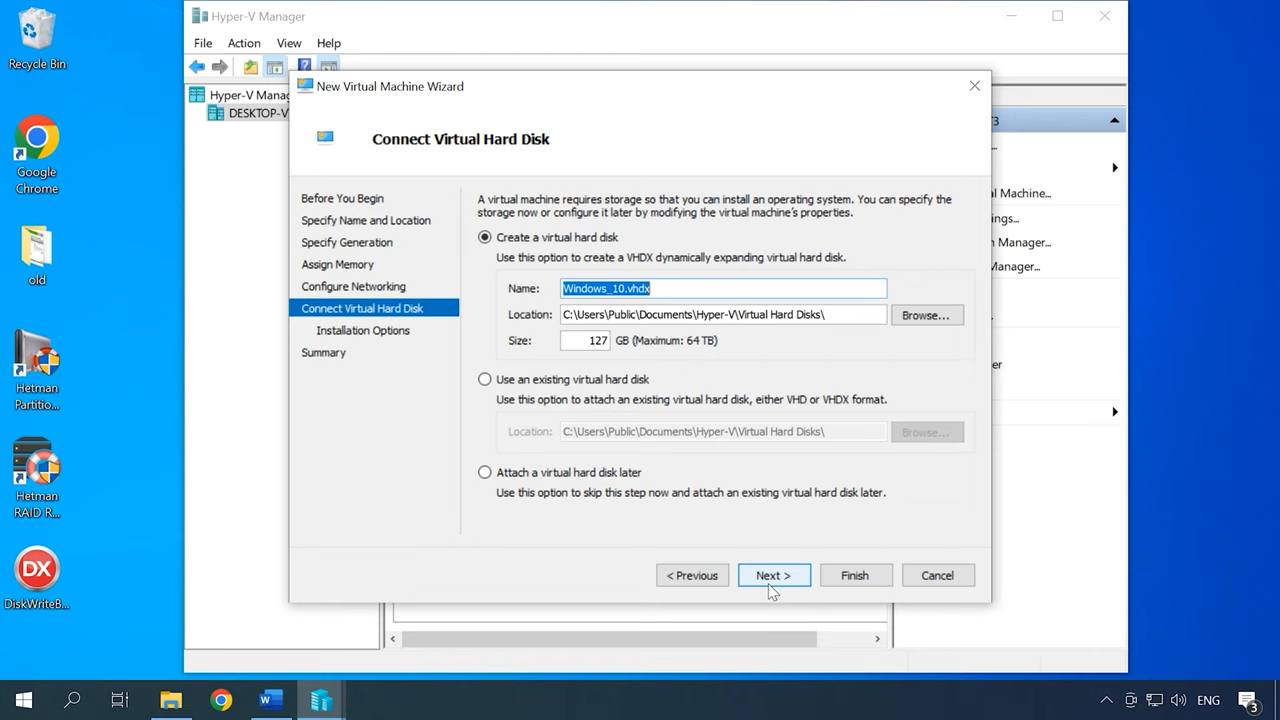 Recycle Bin
Google
Chrome
old
Hetman
Partitio...
Hetman
RAID R...
DiskWriteB...
Hyper-V Manager
File Action View Help
Hyper-V Manag
DESKTOP-V
New Virtual Machine Wizard
Connect Virtual Hard Disk
Before You Begin
Specify Name and Location
Specify Generation
Assign Memory
Configure Networking
Connect Virtual Hard Disk
Installation Options
Summary
A virtual machine requires storage so that you can install an operating system. You can specify the
storage now or configure it later by modifying the virtual machine's properties.
Create a virtual hard disk
Use this option to create a VHDX dynamically expanding virtual hard disk.
Name: Windows_10.vhdx
Location: C:\Users\Public\Documents\Hyper-V\Virtual Hard Disks\ Browse...
Size: 127 GB (Maximum: 64 TB)
Use an existing virtual hard disk
Use this option to attach an existing virtual hard disk, either VHD or VHDX format.
Location: C:\Users\Public\Documents\Hyper-V\Virtual Hard Disks\ Browse...
Attach a virtual hard disk later
Use this option to skip this step now and attach an existing virtual hard disk later.
< Previous Next > Finish Cancel
3
...
l Machine...
ngs...
n Manager...
Manager...
er
ENG
3